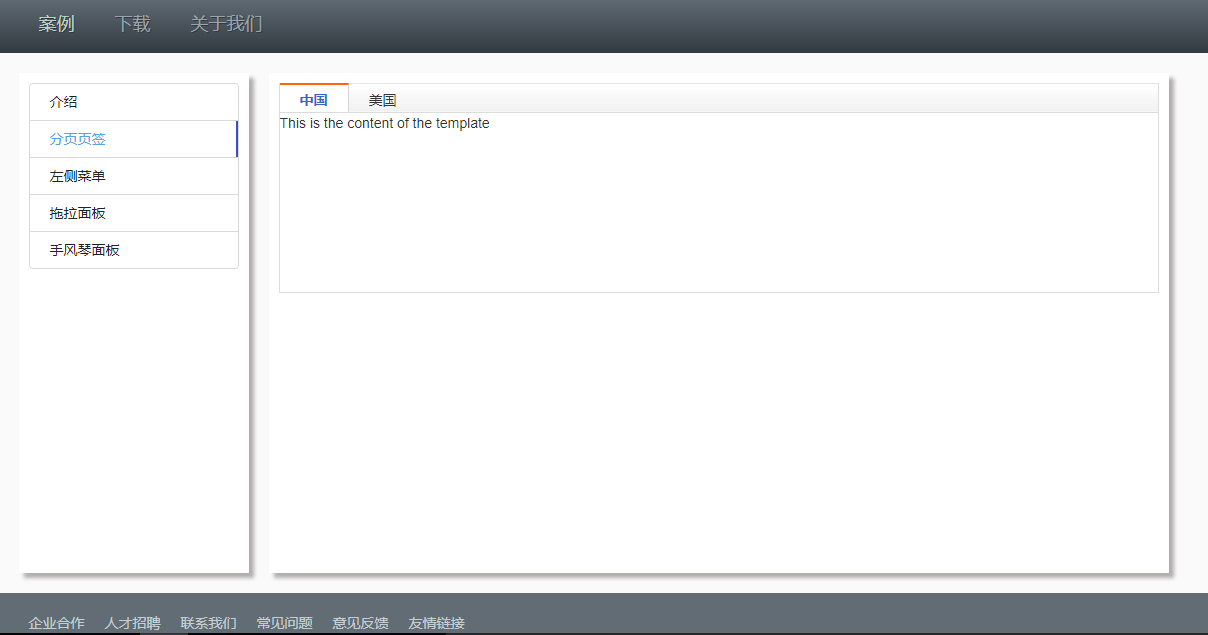 案例 下载 关于我们
介绍
分页页签
左侧菜单
拖拉面板
手风琴面板
中国 美国
This is the content of the template
企业合作 人才招聘 联系我们 常见问题 意见反馈 友情链接